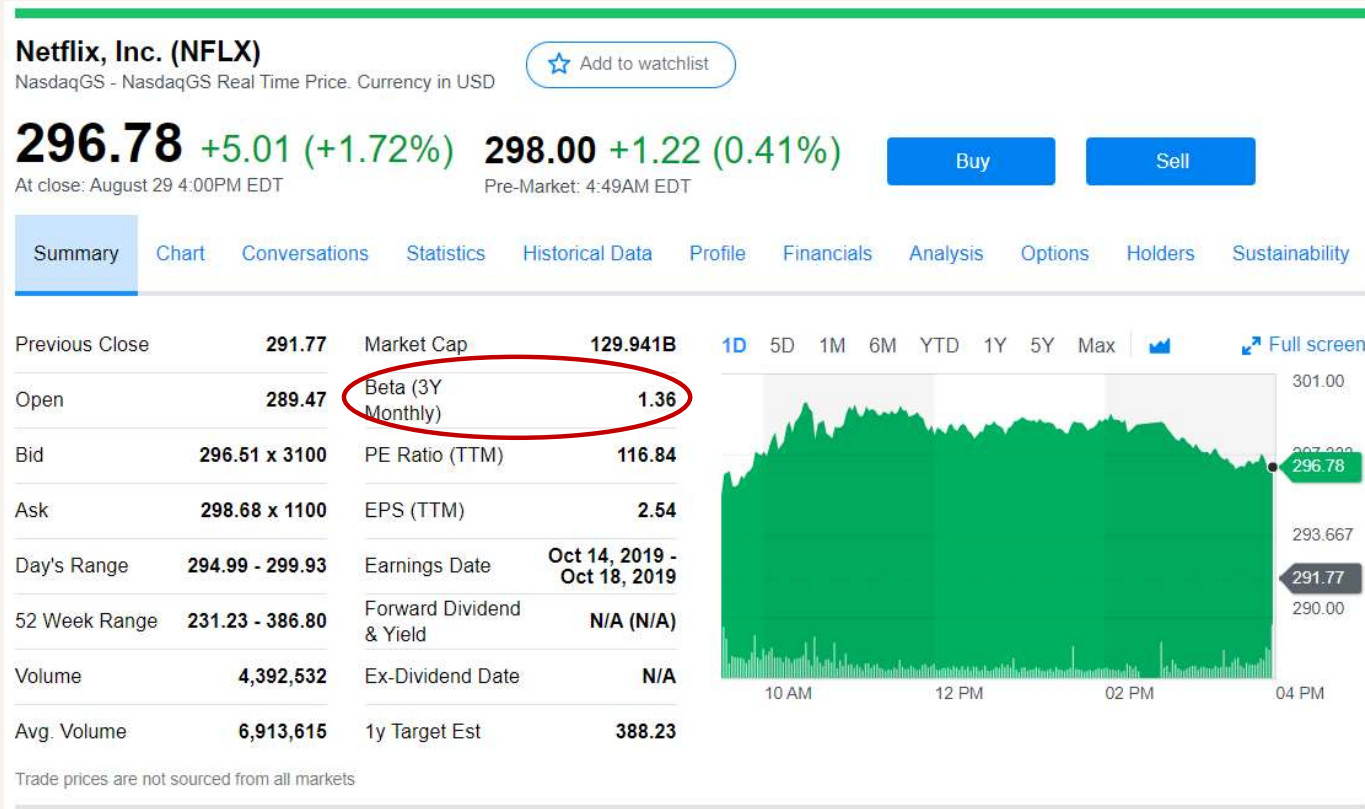 Netflix, Inc. (NFLX)
Add to watchlist
NasdaqGS - NasdaqGS Real Time Price. Currency in USD
296.78 +5.01 (+1.72%)
At close: August 29 4:00PM EDT
298.00 +1.22 (0.41%)
Pre-Market: 4:49AM EDT
Buy
Sell
Summary Chart Conversations Statistics Historical Data Profile Financials Analysis Options Holders Sustainability
Previous Close 291.77
Open 289.47
Bid 296.51 x 3100
Ask 298.68 x 1100
Day's Range 294.99 - 299.93
52 Week Range 231.23 - 386.80
Volume 4,392,532
Avg. Volume 6,913,615
Market Cap 129.941B
Beta (3Y
Monthly) 1.36
PE Ratio (TTM) 116.84
EPS (TTM) 2.54
Earnings Date Oct 14, 2019 -
Oct 18, 2019
Forward Dividend
& Yield N/A (N/A)
Ex-Dividend Date N/A
1y Target Est 388.23
1D 5D 1M 6M YTD 1Y 5Y Max Full screen
301.00
296.78
293.667
291.77
290.00
10 AM 12 PM 02 PM 04 PM
Trade prices are not sourced from all markets